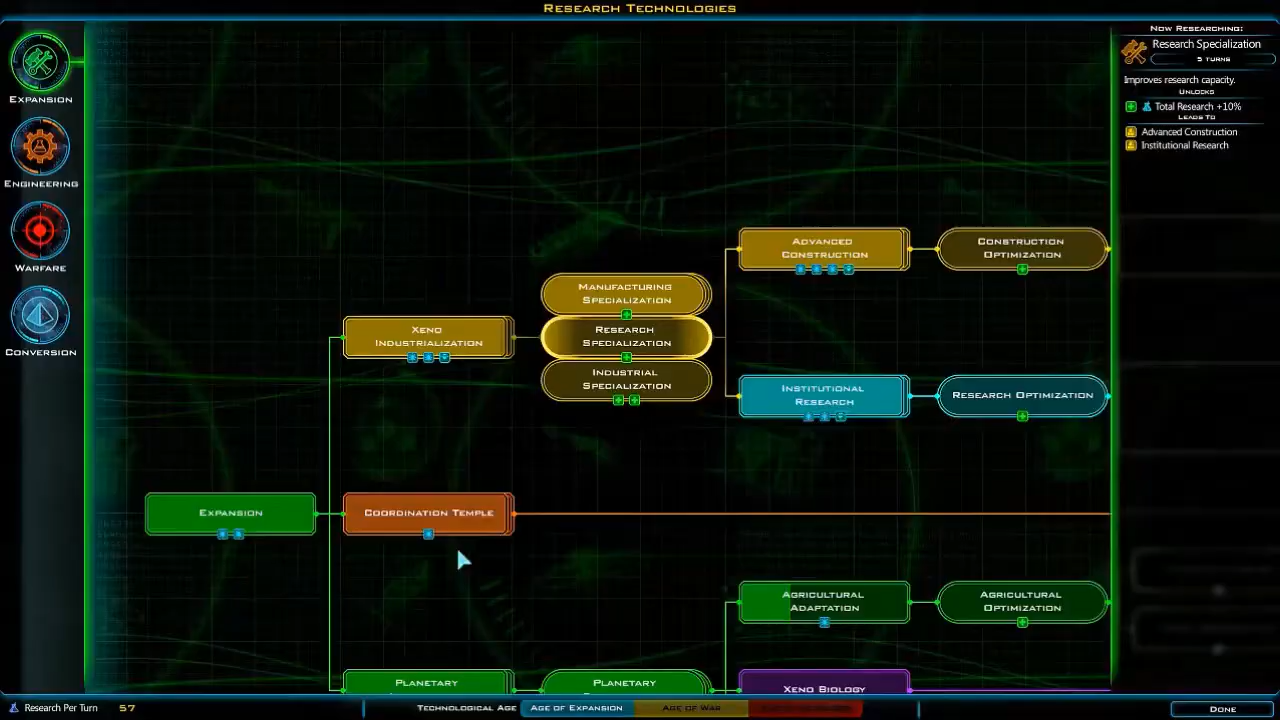 Research Technologies
Expansion
Engineering
Warfare
Conversion
Now Researching:
Research Specialization
5 turns
Improves research capacity.
Unlocks
Total Research +10%
Leads To
Advanced Construction
Institutional Research
Advanced
Construction
Construction
Optimization
Manufacturing
Specialization
Xeno
Industrialization
Research
Specialization
Industrial
Specialization
Institutional
Research
Research Optimization
Expansion
Coordination Temple
Agricultural
Adaptation
Agricultural
Optimization
Planetary
Planetary
Xeno Biology
Research Per Turn 57
Technological Age
Age of Expansion
Age of War
Done